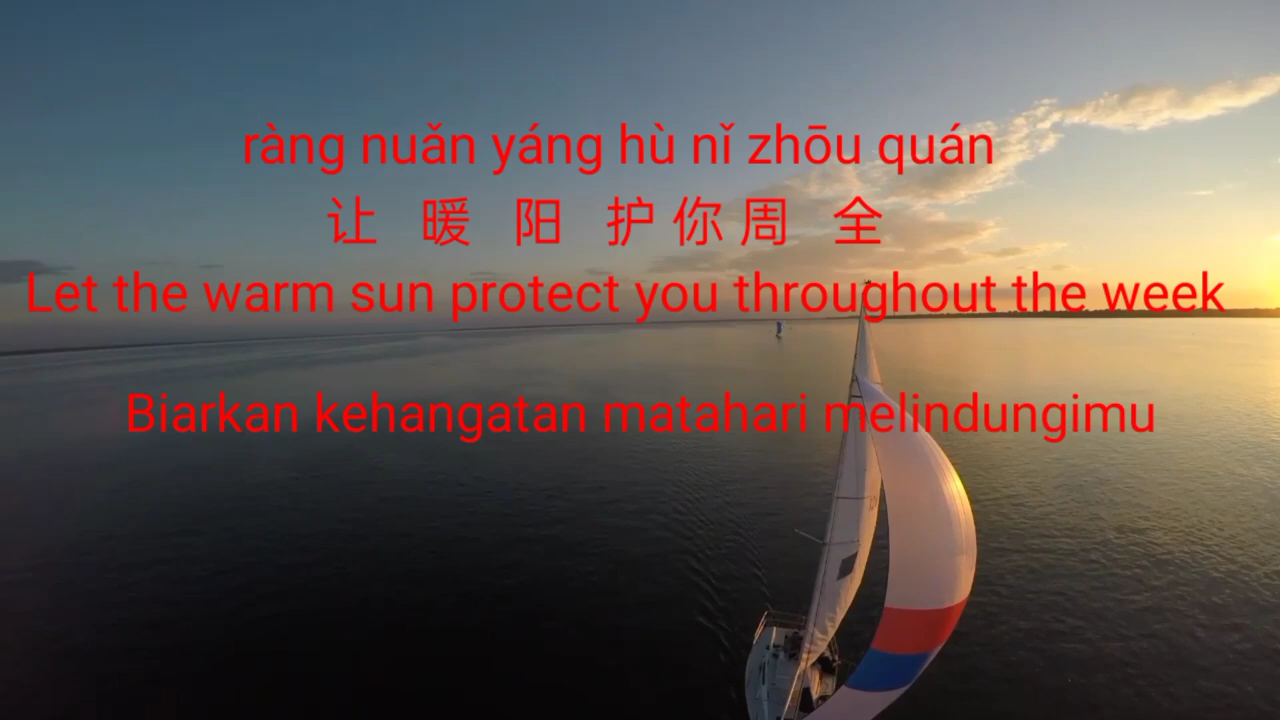 ràng nuǎn yáng hù nǐ zhōu quán
让 暖 阳 护 你 周 全
Let the warm sun protect you throughout the week
Biarkan kehangatan matahari melindungimu